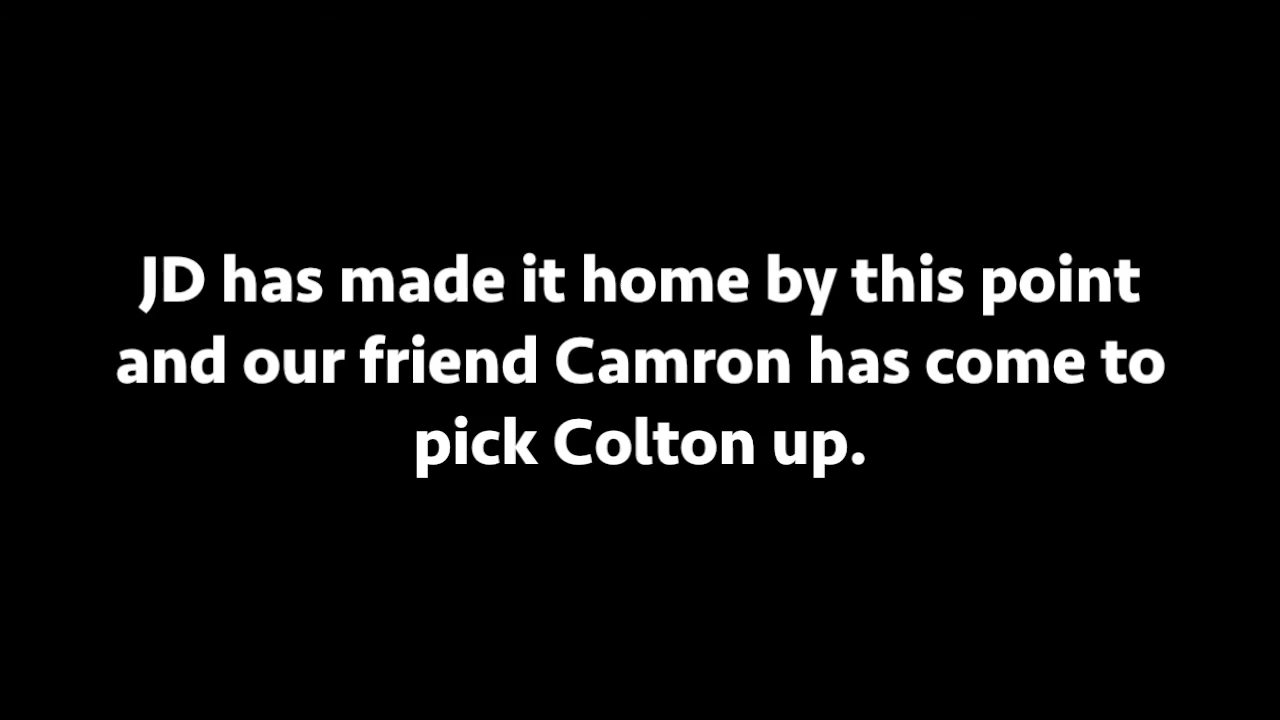 JD has made it home by this point
and our friend Camron has come to
pick Colton up.